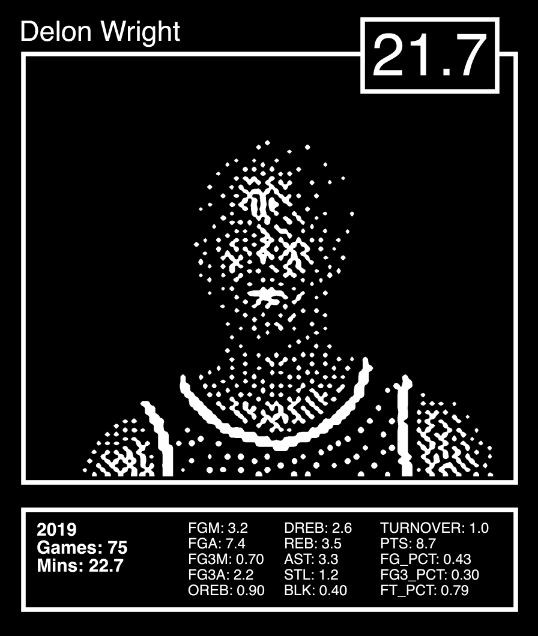 Delon Wright
21.7
2019
Games: 75
Mins: 22.7
FGM: 3.2
FGA: 7.4
FG3M: 0.70
FG3A: 2.2
OREB: 0.90
DREB: 2.6
REB: 3.5
AST: 3.3
STL: 1.2
BLK: 0.40
TURNOVER: 1.0
PTS: 8.7
FG_PCT: 0.43
FG3_PCT: 0.30
FT_PCT: 0.79